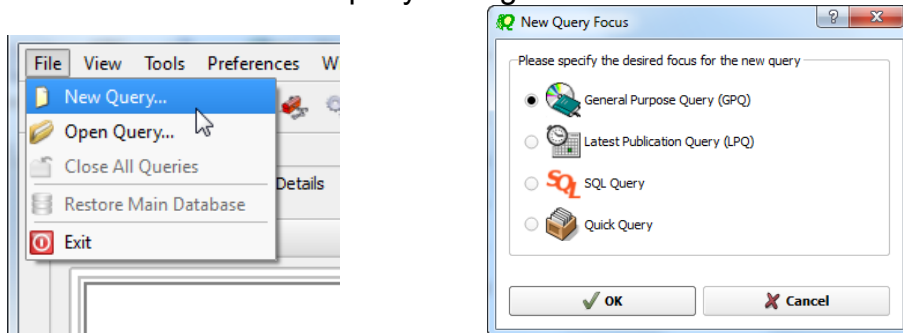 File View Tools Preferences W
New Query...
Open Query...
Close All Queries
Details
Restore Main Database
Exit
New Query Focus
Please specify the desired focus for the new query
General Purpose Query (GPQ)
Latest Publication Query (LPQ)
SQL SQL Query
Quick Query
OK Cancel